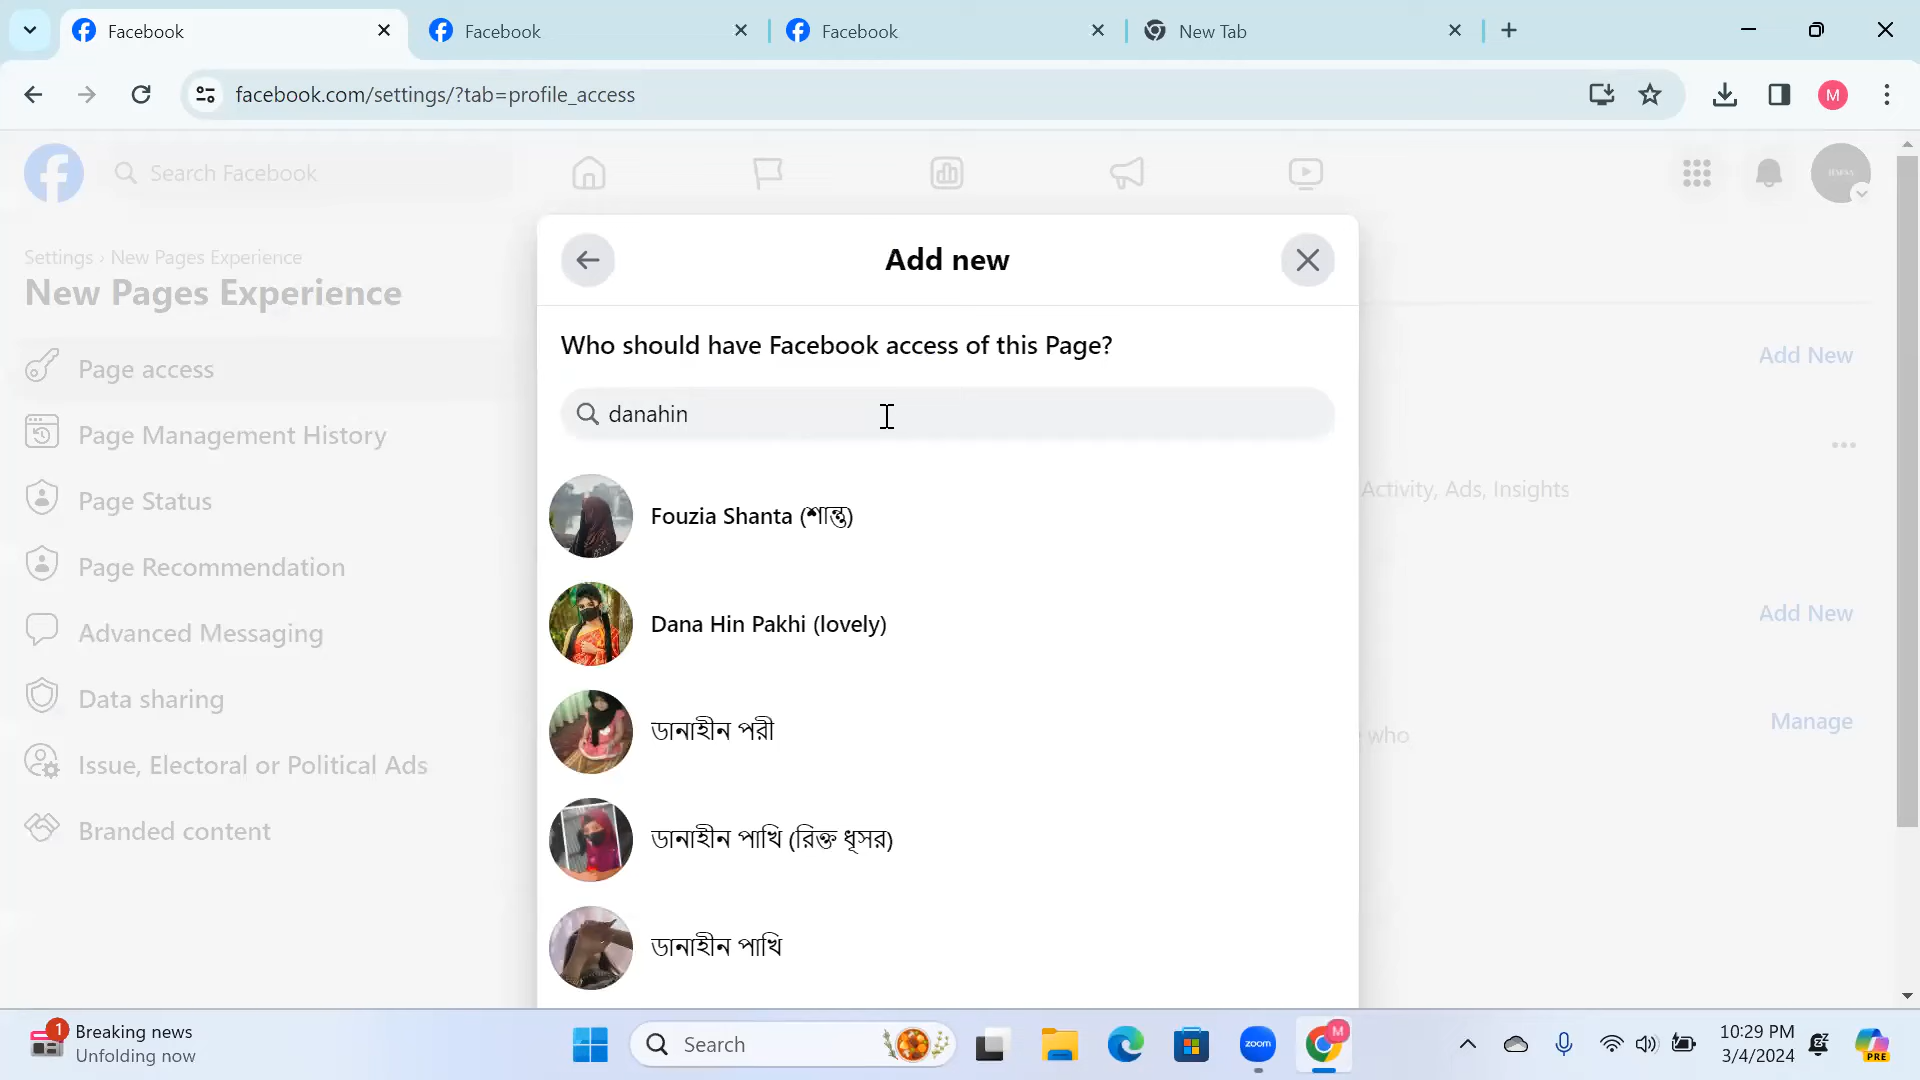 Facebook
Facebook
Facebook
New Tab
facebook.com/settings/?tab=profile_access
M
Search Facebook
Settings › New Pages Experience
New Pages Experience
Page access
Page Management History
Page Status
Page Recommendation
Advanced Messaging
Data sharing
Issue, Electoral or Political Ads
Branded content
Add new
Who should have Facebook access of this Page?
danahin
Fouzia Shanta (শান্তু)
Dana Hin Pakhi (lovely)
ডানাহীন পরী
ডানাহীন পাখি (রিক্ত ধূসর)
ডানাহীন পাখি
Add New
Activity, Ads, Insights
Add New
who
Manage
1
Breaking news
Unfolding now
Search
zoom
M
10:29 PM
3/4/2024
PRE